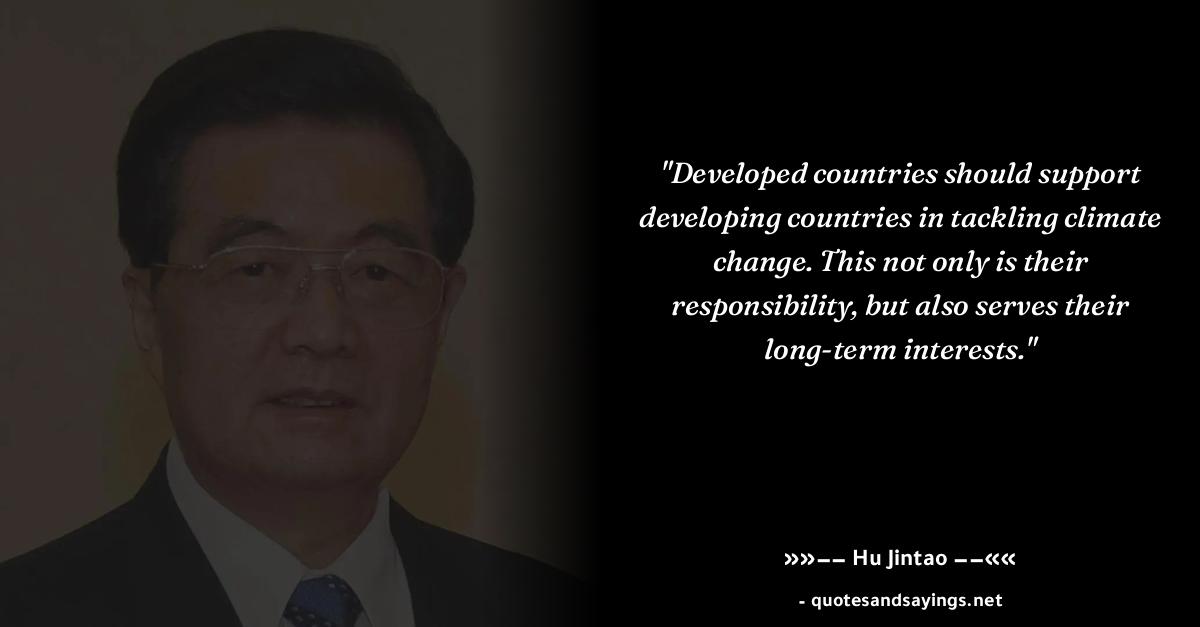 "Developed countries should support
developing countries in tackling climate
change. This not only is their
responsibility, but also serves their
long-term interests."
»»−− Hu Jintao −−««
- quotesandsayings.net